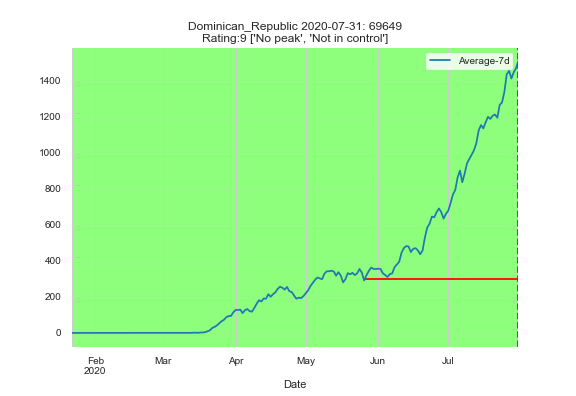 Dominican_Republic 2020-07-31: 69649
Rating:9 ['No peak', 'Not in control']
Average-7d
1400
1200
1000
800
600
400
200
0
Feb Mar Apr May Jun Jul
2020
Date